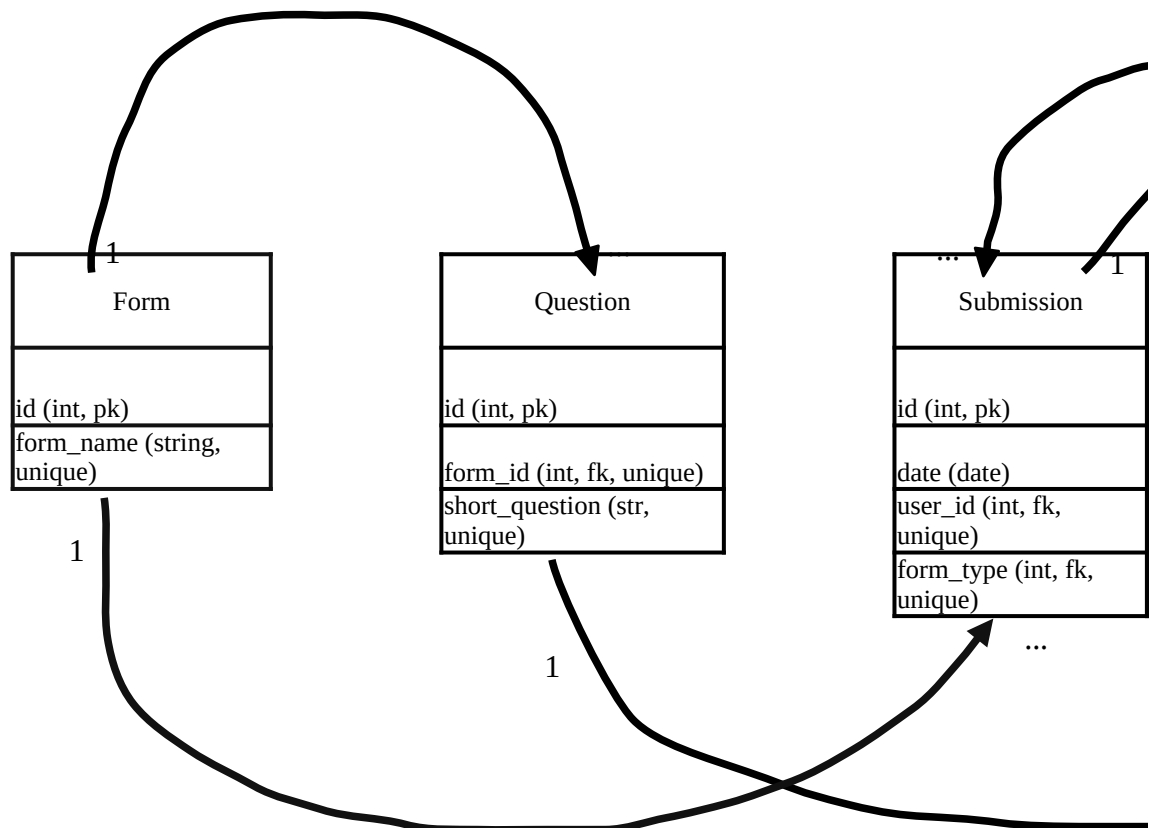 1
...
...
1
Form
Question
Submission
id (int, pk)
id (int, pk)
id (int, pk)
form_name (string,
unique)
form_id (int, fk, unique)
date (date)
short_question (str,
unique)
user_id (int, fk,
unique)
1
form_type (int, fk,
unique)
1
...